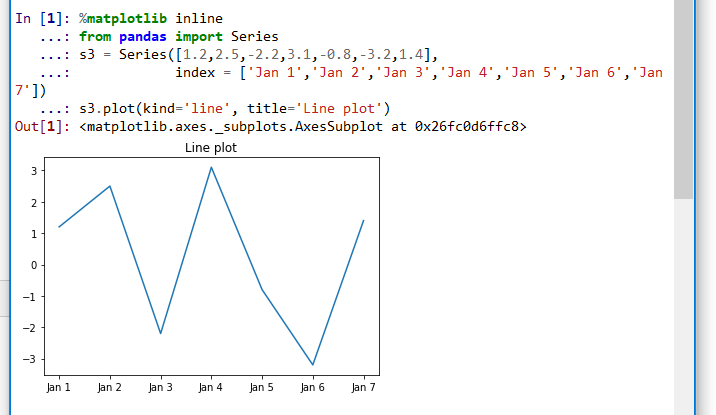 In [1]: %matplotlib inline
   ...: from pandas import Series
   ...: s3 = Series([1.2,2.5,-2.2,3.1,-0.8,-3.2,1.4],
   ...:             index = ['Jan 1','Jan 2','Jan 3','Jan 4','Jan 5','Jan 6','Jan
7'])
   ...: s3.plot(kind='line', title='Line plot')
Out[1]: <matplotlib.axes._subplots.AxesSubplot at 0x26fc0d6ffc8>
Line plot
3
2
1
0
−1
−2
−3
Jan 1 Jan 2 Jan 3 Jan 4 Jan 5 Jan 6 Jan 7